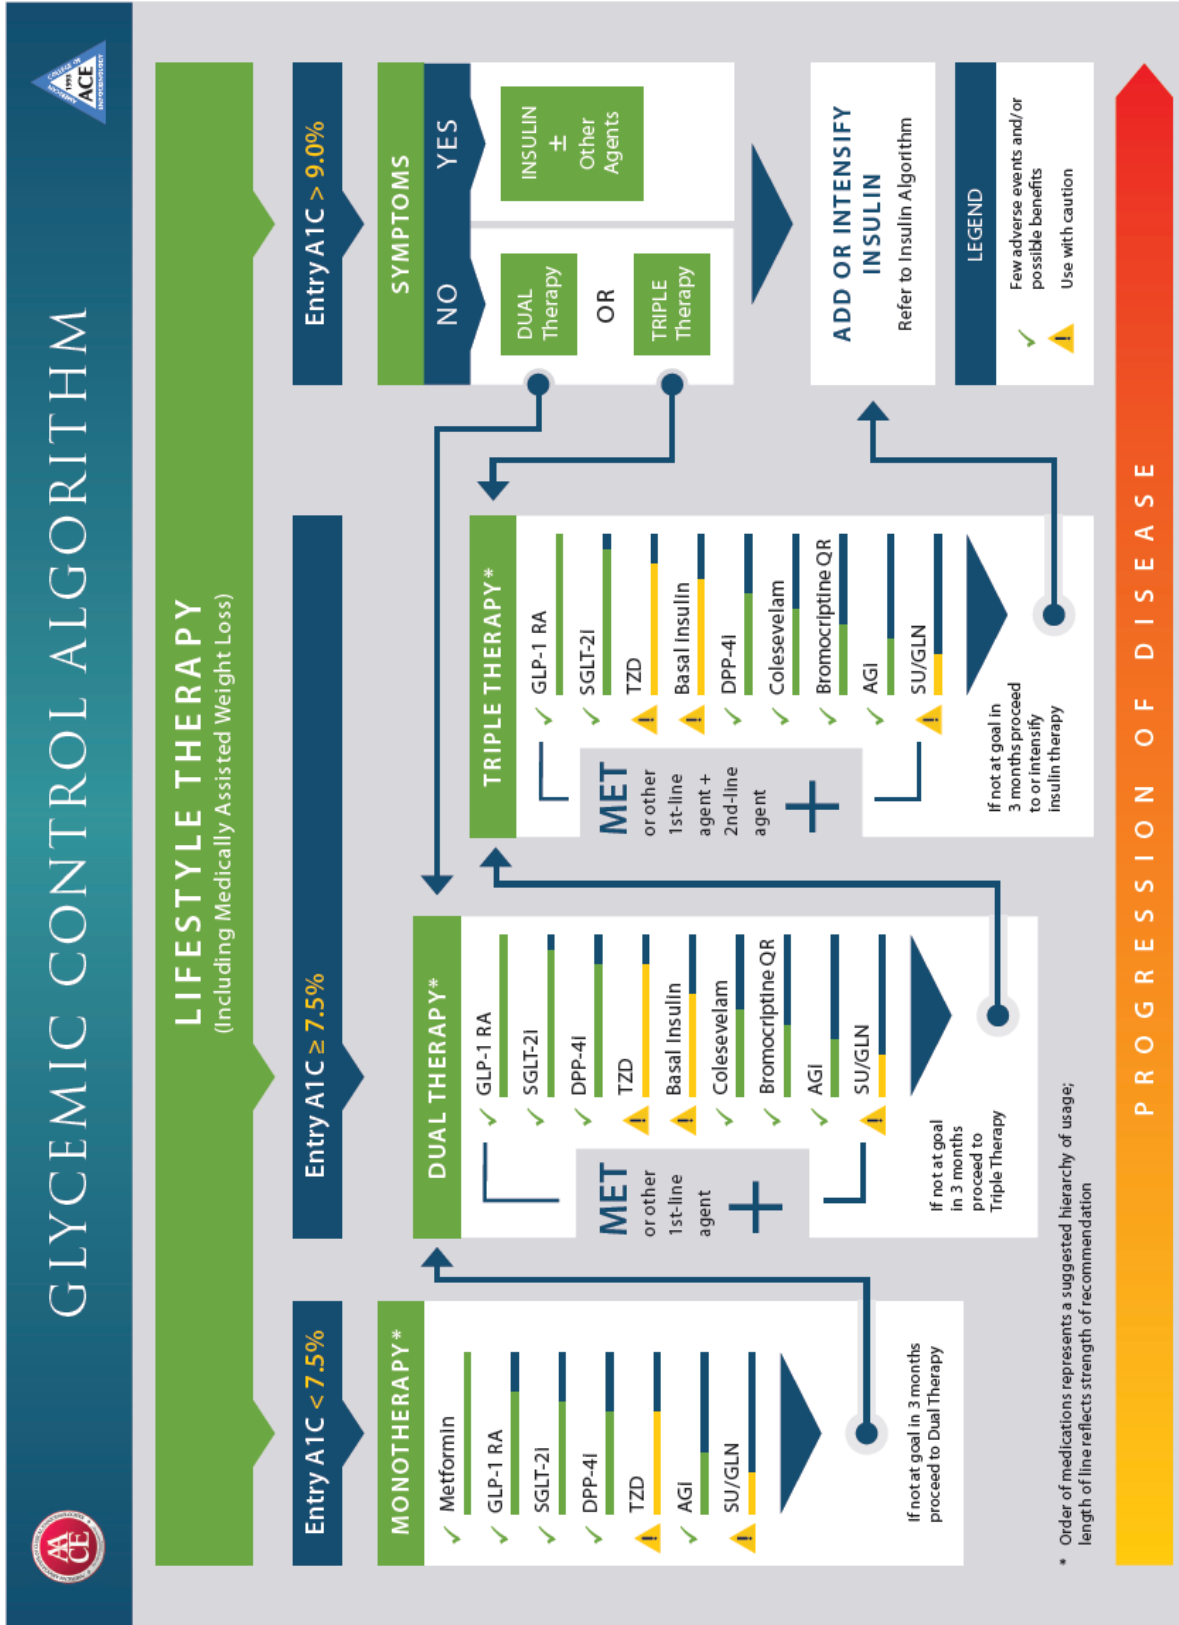 GLYCEMIC CONTROL ALGORITHM
AACE
AMERICAN COLLEGE OF ENDOCRINOLOGY
1993
ACE
LIFESTYLE THERAPY
(Including Medically Assisted Weight Loss)
Entry A1C < 7.5%
MONOTHERAPY*
Metformin
GLP-1 RA
SGLT-2i
DPP-4i
TZD
AGi
SU/GLN
If not at goal in 3 months
proceed to Dual Therapy
Entry A1C ≥ 7.5%
DUAL THERAPY*
MET
or other
1st-line
agent
+
GLP-1 RA
SGLT-2i
DPP-4i
TZD
Basal Insulin
Colesevelam
Bromocriptine QR
AGi
SU/GLN
If not at goal
in 3 months
proceed to
Triple Therapy
TRIPLE THERAPY*
MET
or other
1st-line
agent +
2nd-line
agent
+
GLP-1 RA
SGLT-2i
TZD
Basal insulin
DPP-4i
Colesevelam
Bromocriptine QR
AGi
SU/GLN
If not at goal in
3 months proceed
to or intensify
insulin therapy
Entry A1C > 9.0%
SYMPTOMS
NO
YES
DUAL
Therapy
OR
TRIPLE
Therapy
INSULIN
±
Other
Agents
ADD OR INTENSIFY
INSULIN
Refer to Insulin Algorithm
LEGEND
Few adverse events and/or
possible benefits
Use with caution
* Order of medications represents a suggested hierarchy of usage;
length of line reflects strength of recommendation
PROGRESSION OF DISEASE